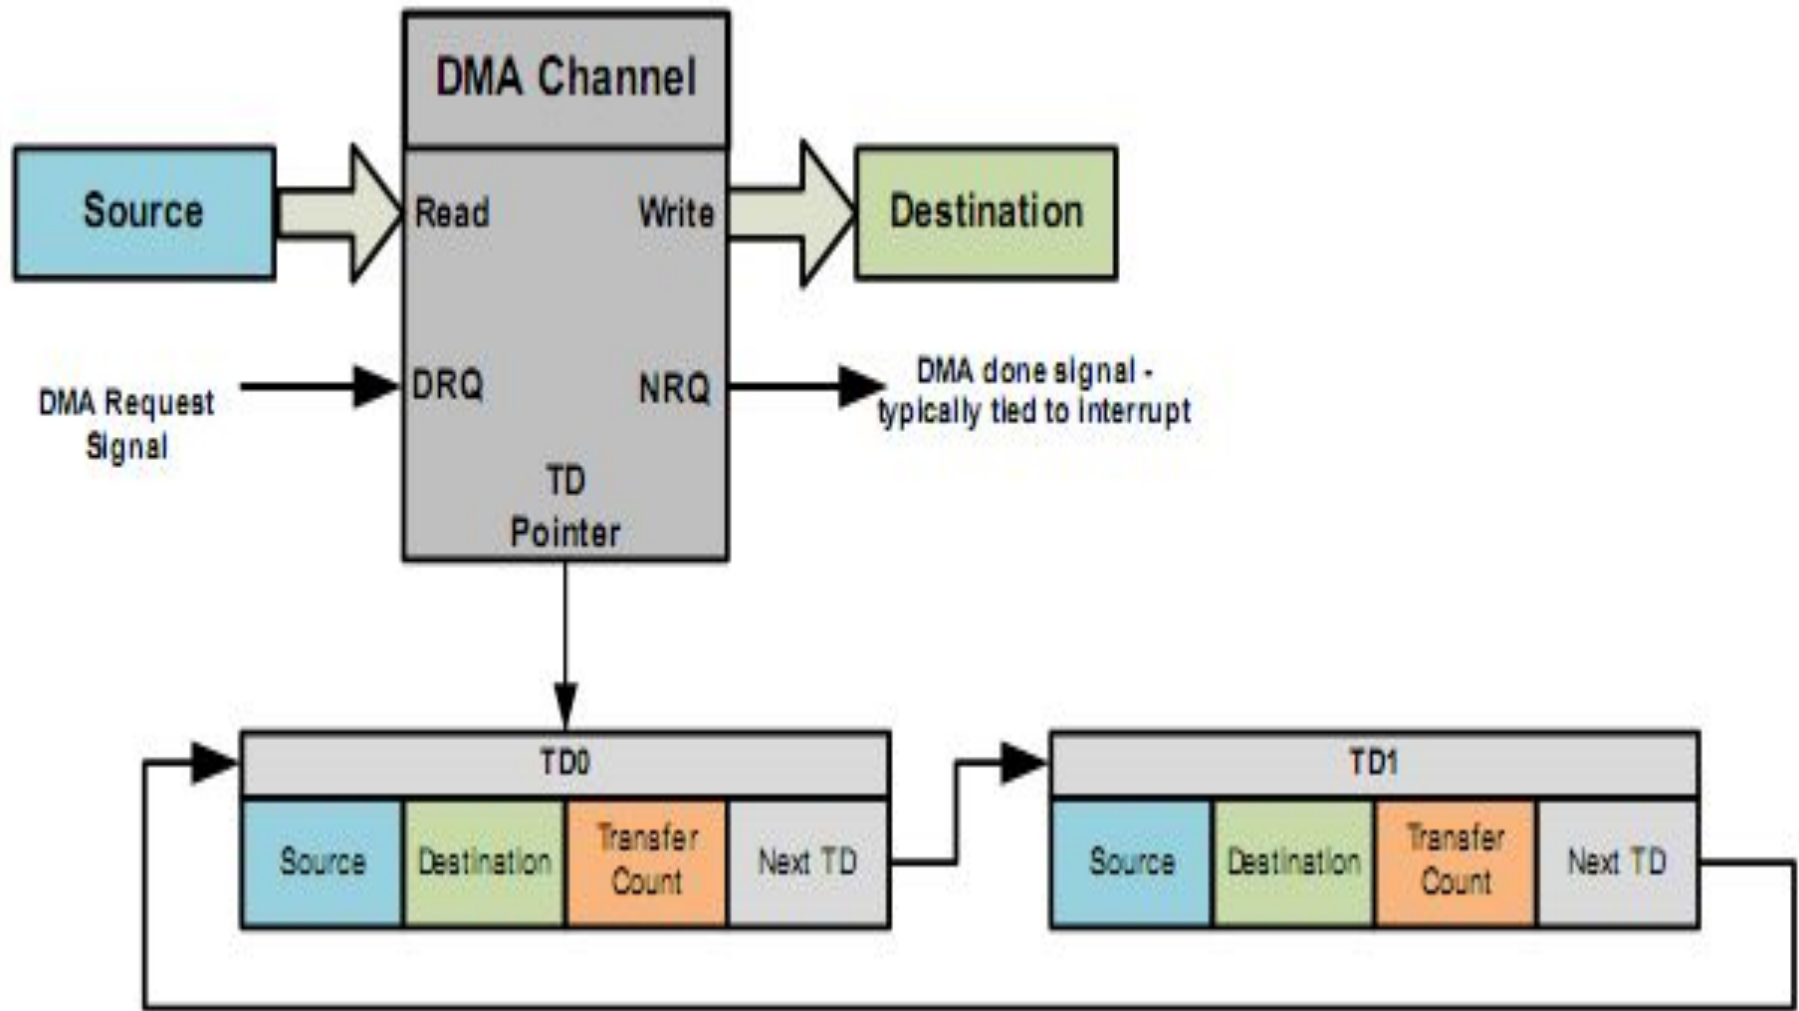 DMA Channel
Source
Read
Write
Destination
DMA Request
Signal
DRQ
NRQ
DMA done signal -
typically tied to interrupt
TD
Pointer
TD0
Source
Destination
Transfer
Count
Next TD
TD1
Source
Destination
Transfer
Count
Next TD